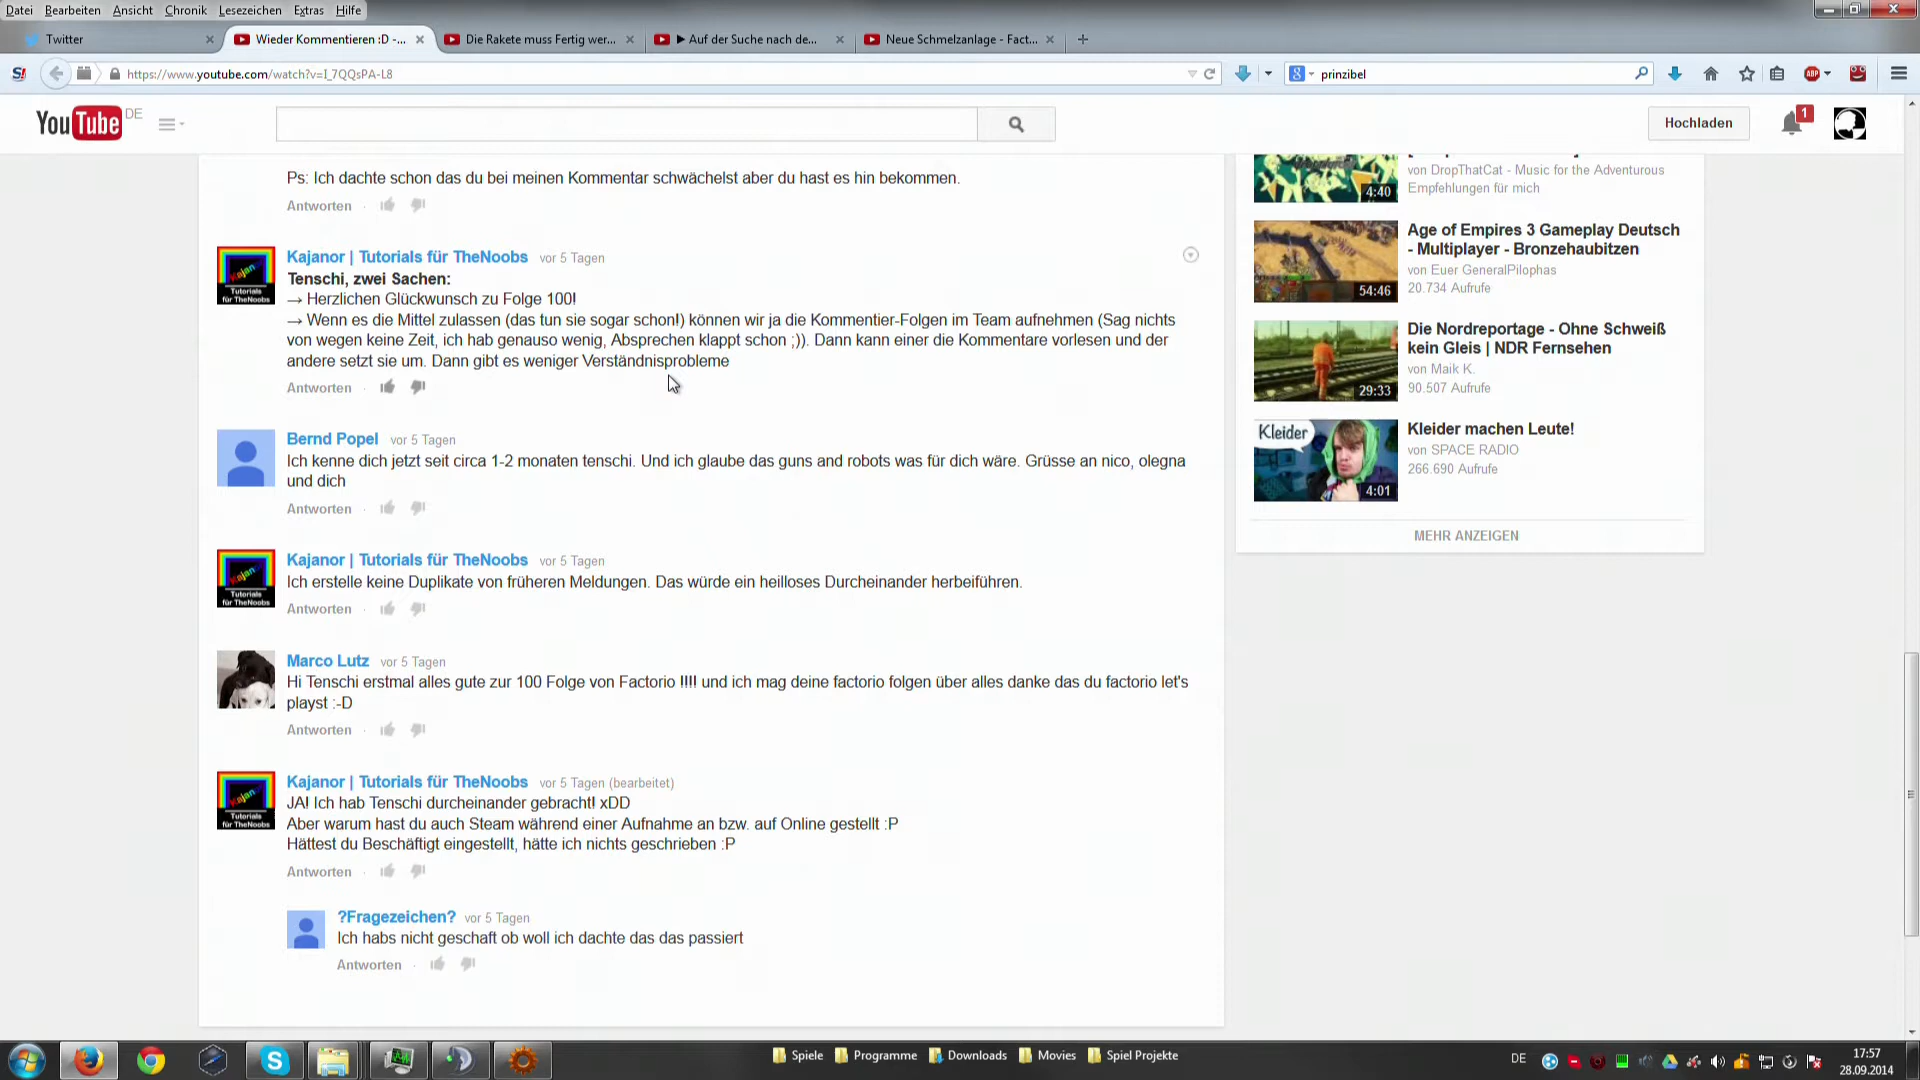 Datei Bearbeiten Ansicht Chronik Lesezeichen Extras Hilfe
Twitter
Wieder Kommentieren :D -...
Die Rakete muss Fertig wer...
▶ Auf der Suche nach de...
Neue Schmelzanlage - Fact...
https://www.youtube.com/watch?v=I_7QQsPA-L8
prinzibel
ABP
YouTube DE
Hochladen
1
Ps: Ich dachte schon das du bei meinen Kommentar schwächelst aber du hast es hin bekommen.
Antworten
Kajanor | Tutorials für TheNoobs vor 5 Tagen
Tenschi, zwei Sachen:
→ Herzlichen Glückwunsch zu Folge 100!
→ Wenn es die Mittel zulassen (das tun sie sogar schon!) können wir ja die Kommentier-Folgen im Team aufnehmen (Sag nichts
von wegen keine Zeit, ich hab genauso wenig, Absprechen klappt schon ;)). Dann kann einer die Kommentare vorlesen und der
andere setzt sie um. Dann gibt es weniger Verständnisprobleme
Antworten
Bernd Popel vor 5 Tagen
Ich kenne dich jetzt seit circa 1-2 monaten tenschi. Und ich glaube das guns and robots was für dich wäre. Grüsse an nico, olegna
und dich
Antworten
Kajanor | Tutorials für TheNoobs vor 5 Tagen
Ich erstelle keine Duplikate von früheren Meldungen. Das würde ein heilloses Durcheinander herbeiführen.
Antworten
Marco Lutz vor 5 Tagen
Hi Tenschi erstmal alles gute zur 100 Folge von Factorio !!!! und ich mag deine factorio folgen über alles danke das du factorio let's
playst :-D
Antworten
Kajanor | Tutorials für TheNoobs vor 5 Tagen (bearbeitet)
JA! Ich hab Tenschi durcheinander gebracht! xDD
Aber warum hast du auch Steam während einer Aufnahme an bzw. auf Online gestellt :P
Hättest du Beschäftigt eingestellt, hätte ich nichts geschrieben :P
Antworten
?Fragezeichen? vor 5 Tagen
Ich habs nicht geschaft ob woll ich dachte das das passiert
Antworten
4:40
von DropThatCat - Music for the Adventurous
Empfehlungen für mich
54:46
Age of Empires 3 Gameplay Deutsch
- Multiplayer - Bronzehaubitzen
von Euer GeneralPilophas
20.734 Aufrufe
29:33
Die Nordreportage - Ohne Schweiß
kein Gleis | NDR Fernsehen
von Maik K.
90.507 Aufrufe
Kleider
4:01
Kleider machen Leute!
von SPACE RADIO
266.690 Aufrufe
MEHR ANZEIGEN
Spiele Programme Downloads Movies Spiel Projekte
DE
17:57
28.09.2014